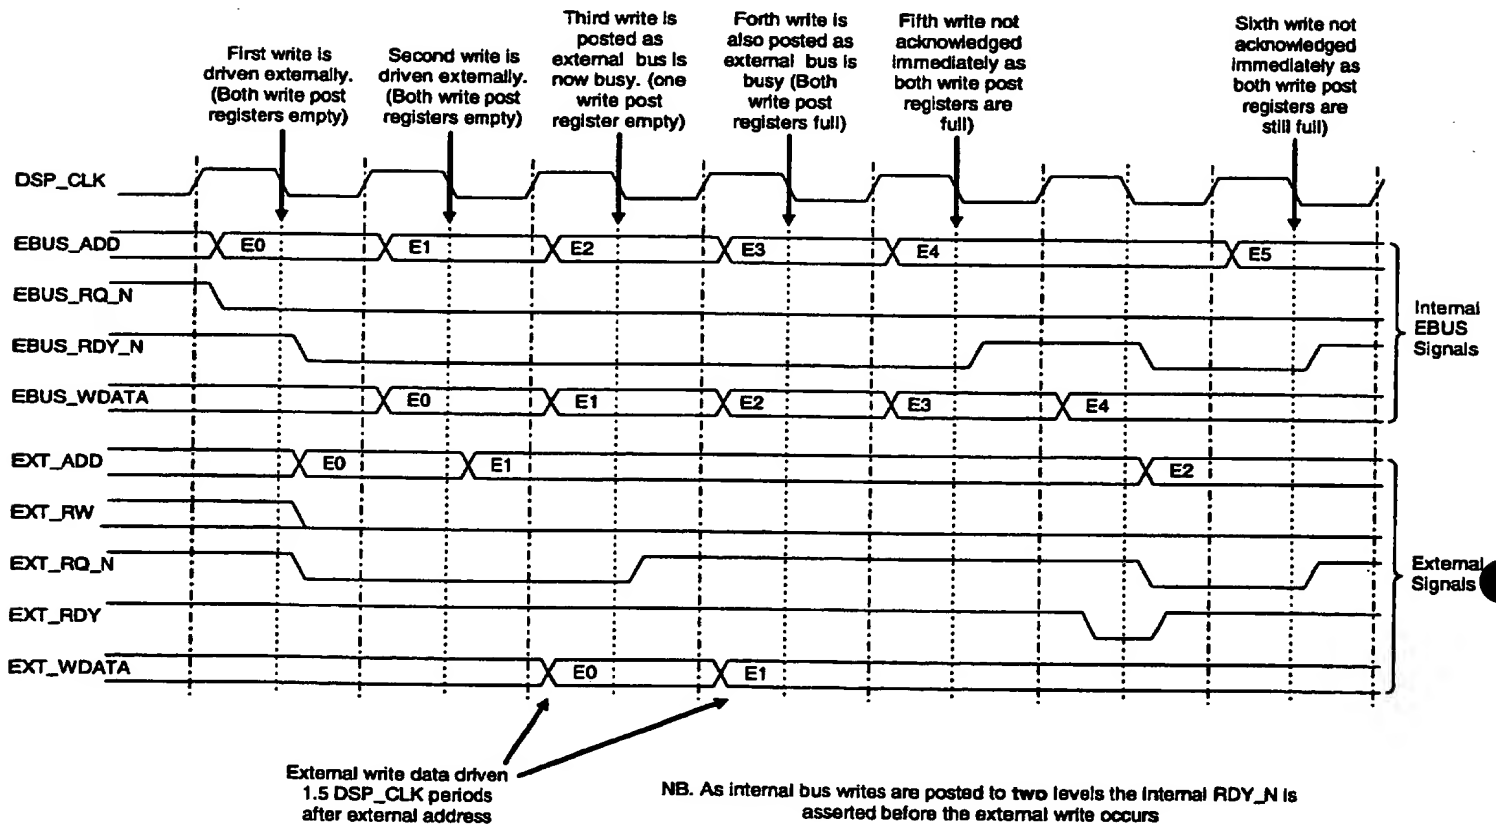 First write is
driven externally.
(Both write post
registers empty)
Second write is
driven externally.
(Both write post
registers empty)
Third write is
posted as
external bus is
now busy. (one
write post
register empty)
Forth write is
also posted as
external bus is
busy (Both
write post
registers full)
Fifth write not
acknowledged
immediately as
both write post
registers are
full)
Sixth write not
acknowledged
immediately as
both write post
registers are
still full)
DSP_CLK
EBUS_ADD E0 E1 E2 E3 E4 E5
EBUS_RQ_N
EBUS_RDY_N
EBUS_WDATA E0 E1 E2 E3 E4
Internal
EBUS
Signals
EXT_ADD E0 E1 E2
EXT_RW
EXT_RQ_N
EXT_RDY
EXT_WDATA E0 E1
External
Signals
External write data driven
1.5 DSP_CLK periods
after external address
NB. As internal bus writes are posted to two levels the internal RDY_N is
asserted before the external write occurs